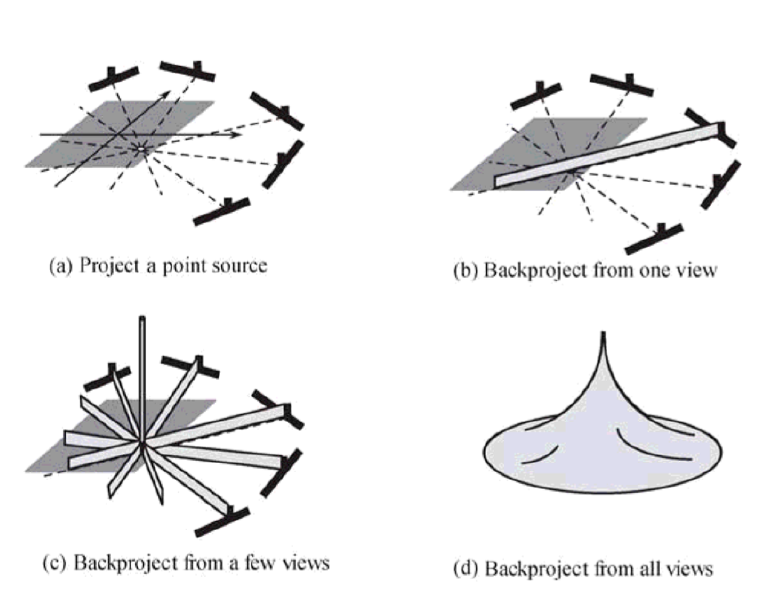 (a) Project a point source
(b) Backproject from one view
(c) Backproject from a few views
(d) Backproject from all views